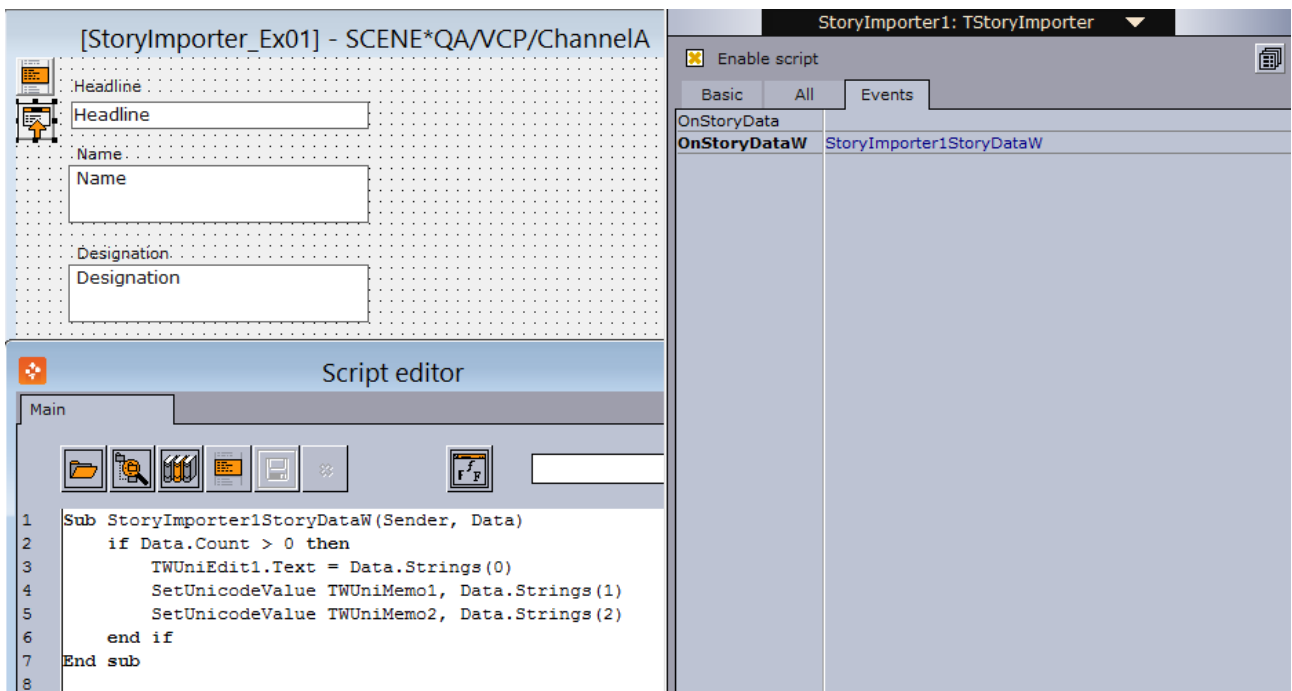 [StoryImporter_Ex01] - SCENE*QA/VCP/ChannelA
Headline
Headline
Name
Name
Designation
Designation
Script editor
Main
F f F
1 Sub StoryImporter1StoryDataW(Sender, Data)
2 if Data.Count > 0 then
3 TWUniEdit1.Text = Data.Strings(0)
4 SetUnicodeValue TWUniMemo1, Data.Strings(1)
5 SetUnicodeValue TWUniMemo2, Data.Strings(2)
6 end if
7 End sub
8
StoryImporter1: TStoryImporter
Enable script
Basic All Events
OnStoryData
OnStoryDataW StoryImporter1StoryDataW